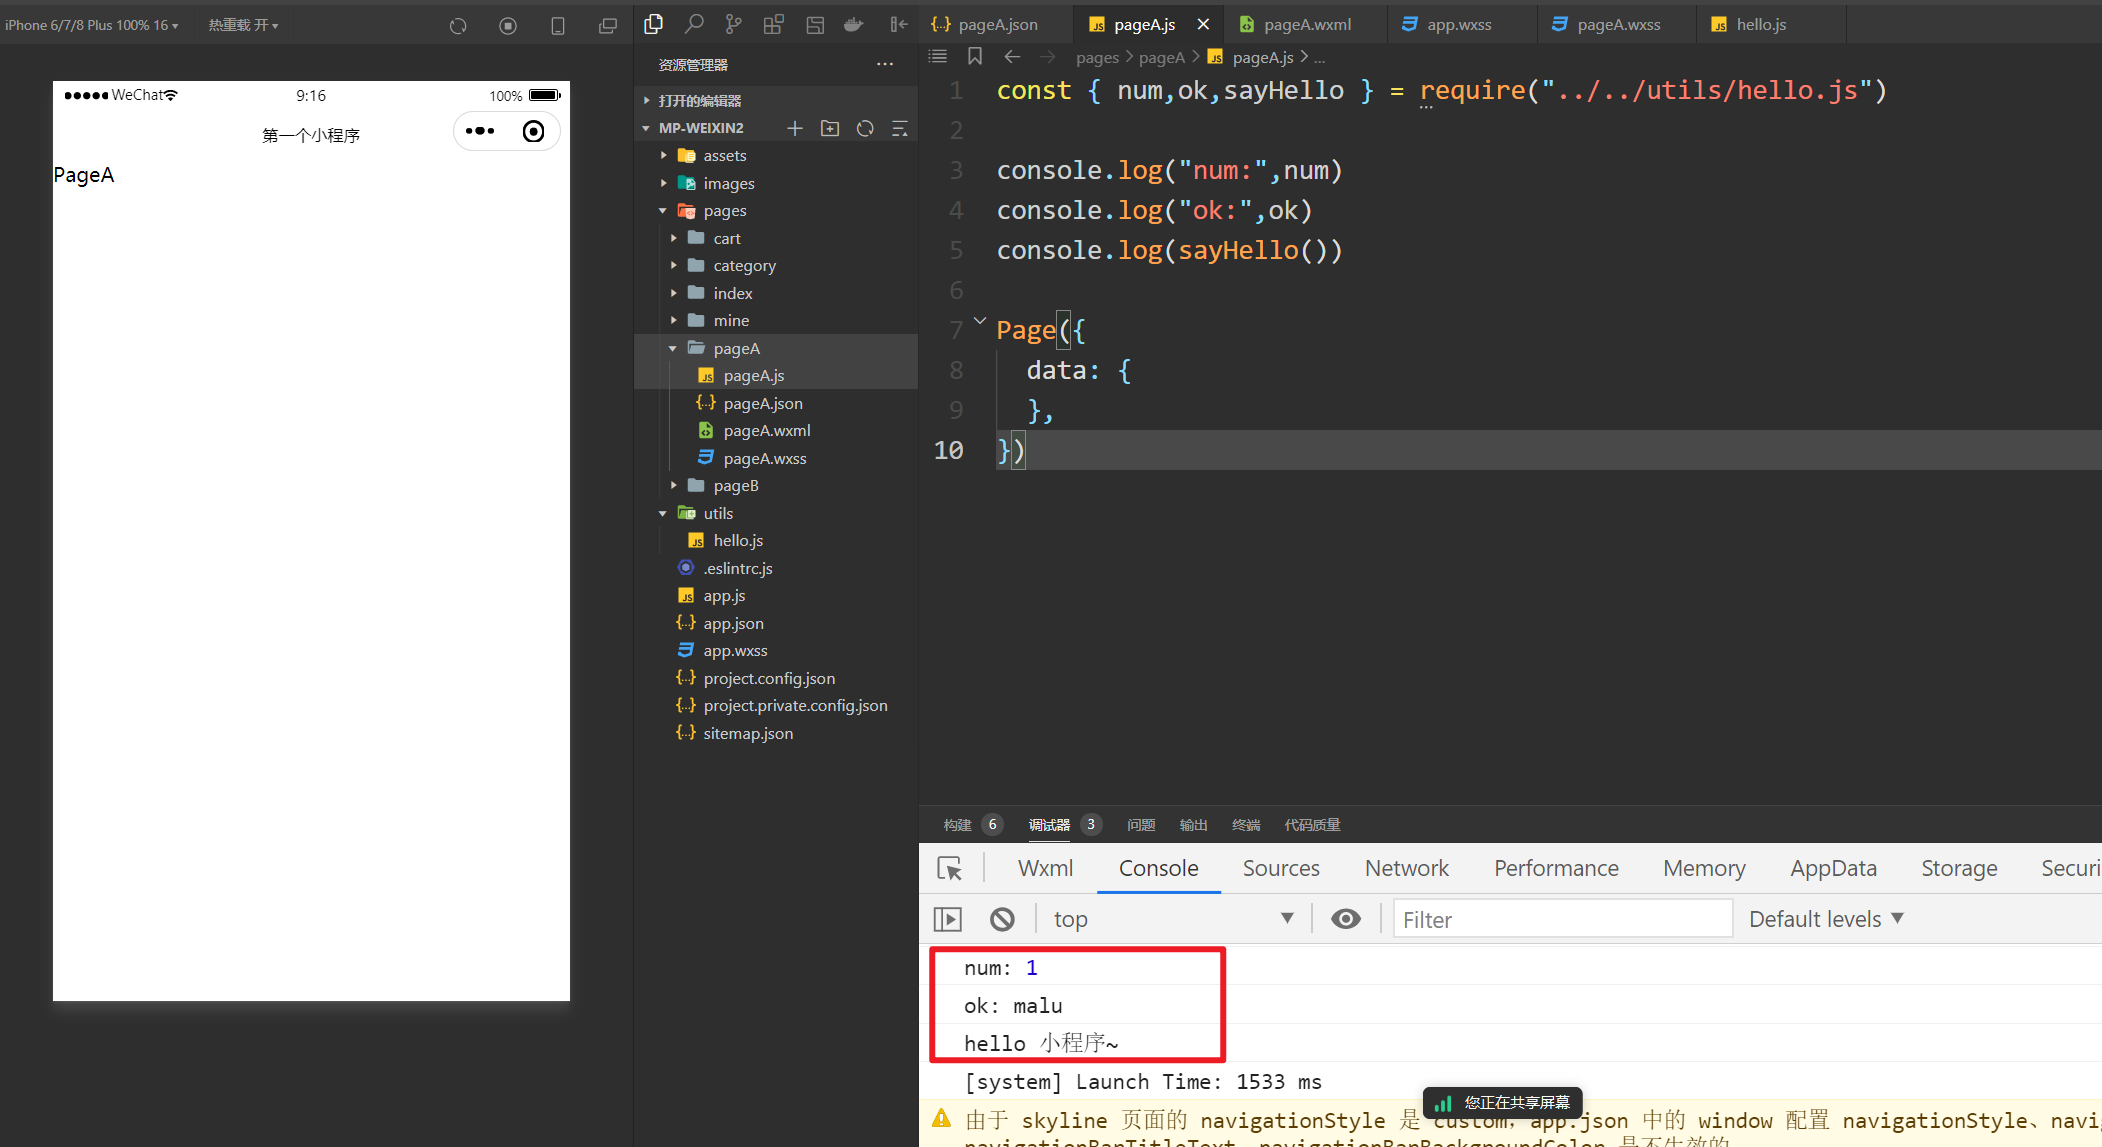 iPhone 6/7/8 Plus 100% 16
热重载 开
WeChat
9:16
100%
第一个小程序
PageA
资源管理器
打开的编辑器
MP-WEIXIN2
assets
images
pages
cart
category
index
mine
pageA
pageA.js
pageA.json
pageA.wxml
pageA.wxss
pageB
utils
hello.js
.eslintrc.js
app.js
app.json
app.wxss
project.config.json
project.private.config.json
sitemap.json
pageA.json
pageA.js
pageA.wxml
app.wxss
pageA.wxss
hello.js
pages > pageA > pageA.js > ...
1 const { num,ok,sayHello } = require("../../utils/hello.js")
2
3 console.log("num:",num)
4 console.log("ok:",ok)
5 console.log(sayHello())
6
7 Page({
8 data: {
9 },
10 })
构建 6 调试器 3 问题 输出 终端 代码质量
Wxml Console Sources Network Performance Memory AppData Storage Securi
top Filter Default levels
num: 1
ok: malu
hello 小程序~
[system] Launch Time: 1533 ms
您正在共享屏幕
由于 skyline 页面的 navigationStyle 是 custom，app.json 中的 window 配置 navigationStyle、navi
navigationBarTitleText、navigationBarBackgroundColor 是不生效的